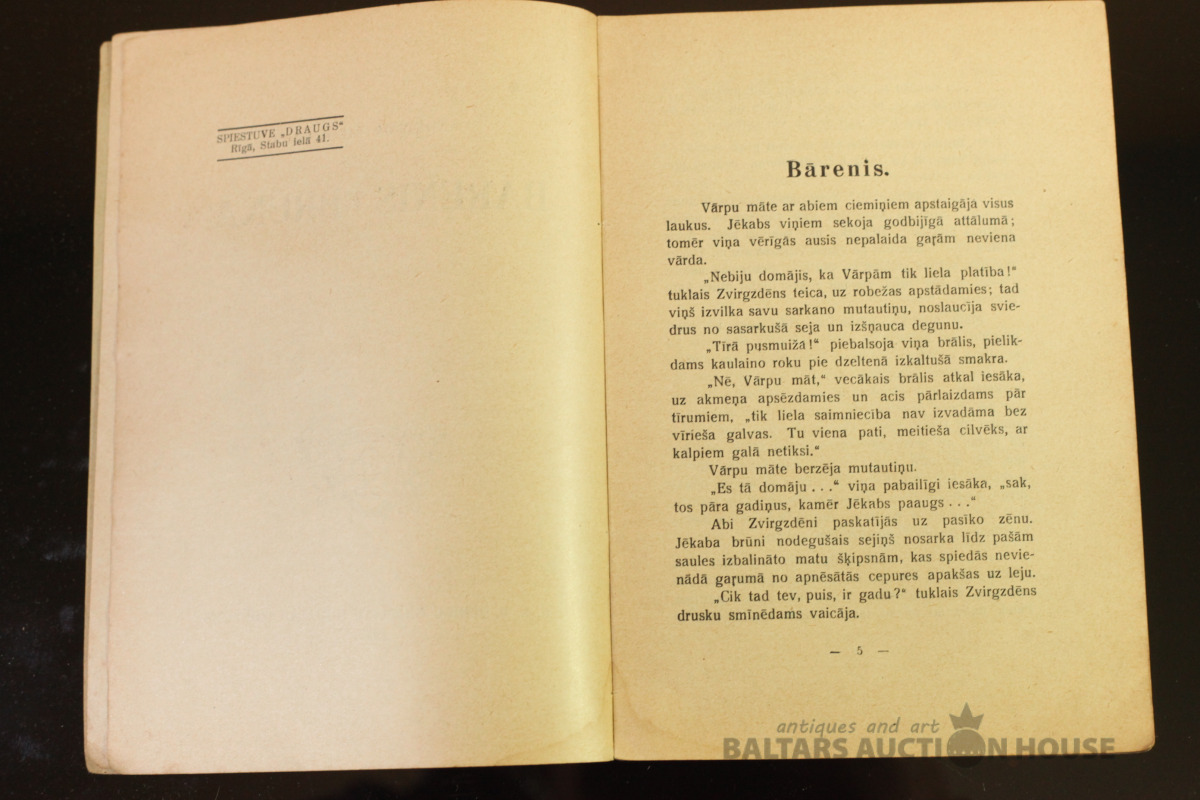 SPIESTUVE „DRAUGS“
Rīgā, Stabu ielā 41.
Bārenis.
Vārpu māte ar abiem ciemiņiem apstaigāja visus
laukus. Jēkabs viņiem sekoja godbijīgā attālumā;
tomēr viņa vērīgās ausis nepalaida gaŗām neviena
vārda.
„Nebiju domājis, ka Vārpām tik liela platība!“
tuklais Zvirgzdēns teica, uz robežas apstādamies; tad
viņš izvilka savu sarkano mutautiņu, noslaucīja svie-
drus no sasarkušā seja un izšņauca degunu.
„Tīrā pusmuižā!“ piebalsoja viņa brālis, pielik-
dams kaulaino roku pie dzeltenā izkaltušā smakra.
„Nē, Vārpu māt,“ vecākais brālis atkal iesāka,
uz akmeņa apsēzdamies un acis pārlaizdams pār
tīrumiem, „tik liela saimniecība nav izvadāma bez
vīrieša galvas. Tu viena pati, meitieša cilvēks, ar
kalpiem galā netiksi.“
Vārpu māte berzēja mutautiņu.
„Es tā domāju . . .“ viņa pabailīgi iesāka, „sak,
tos pāra gadiņus, kamēr Jēkabs paaugs . . .“
Abi Zvirgzdēni paskatījās uz pasīko zēnu.
Jēkaba brūni nodegušais sejiņš nosarka līdz pašām
saules izbalināto matu šķipsnām, kas spiedās nevie-
nādā gaŗumā no apnēsātās cepures apakšas uz leju.
„Cik tad tev, puis, ir gadu?“ tuklais Zvirgzdēns
drusku smīnēdams vaicāja.
— 5 —
antiques and art
BALTARS AUCTION HOUSE